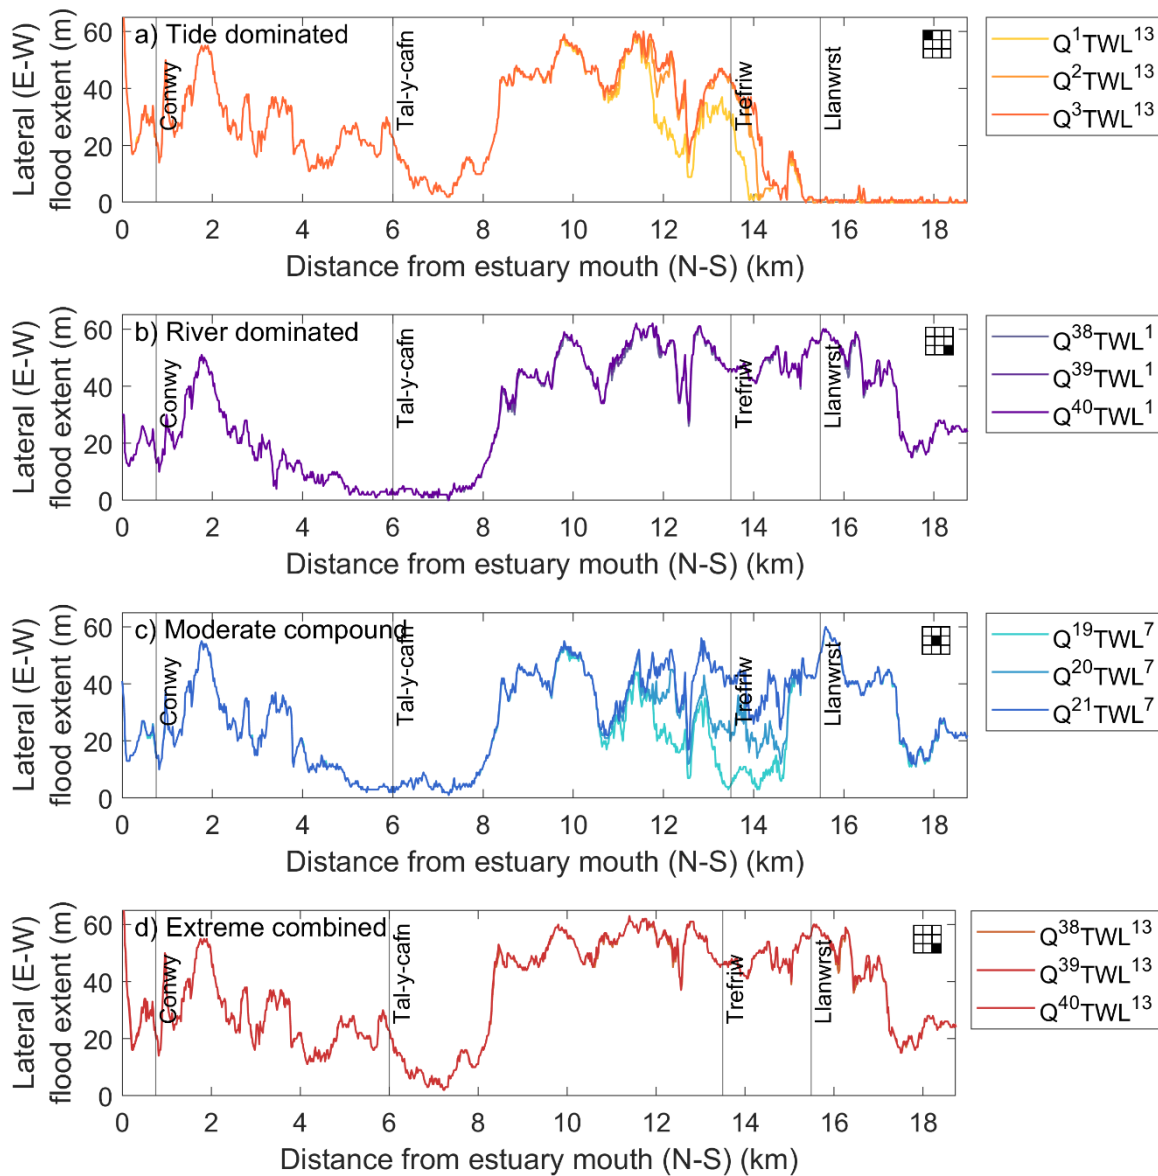 Lateral (E-W)
flood extent (m)
60
40
20
0
a) Tide dominated
Conwy
Tal-y-cafn
Trefriw
Llanwrst
0 2 4 6 8 10 12 14 16 18
Distance from estuary mouth (N-S) (km)
Q¹TWL¹³
Q²TWL¹³
Q³TWL¹³
Lateral (E-W)
flood extent (m)
60
40
20
0
b) River dominated
Conwy
Tal-y-cafn
Trefriw
Llanwrst
0 2 4 6 8 10 12 14 16 18
Distance from estuary mouth (N-S) (km)
Q³⁸TWL¹
Q³⁹TWL¹
Q⁴⁰TWL¹
Lateral (E-W)
flood extent (m)
60
40
20
0
c) Moderate compound
Conwy
Tal-y-cafn
Trefriw
Llanwrst
0 2 4 6 8 10 12 14 16 18
Distance from estuary mouth (N-S) (km)
Q¹⁹TWL⁷
Q²⁰TWL⁷
Q²¹TWL⁷
Lateral (E-W)
flood extent (m)
60
40
20
0
d) Extreme combined
Conwy
Tal-y-cafn
Trefriw
Llanwrst
0 2 4 6 8 10 12 14 16 18
Distance from estuary mouth (N-S) (km)
Q³⁸TWL¹³
Q³⁹TWL¹³
Q⁴⁰TWL¹³